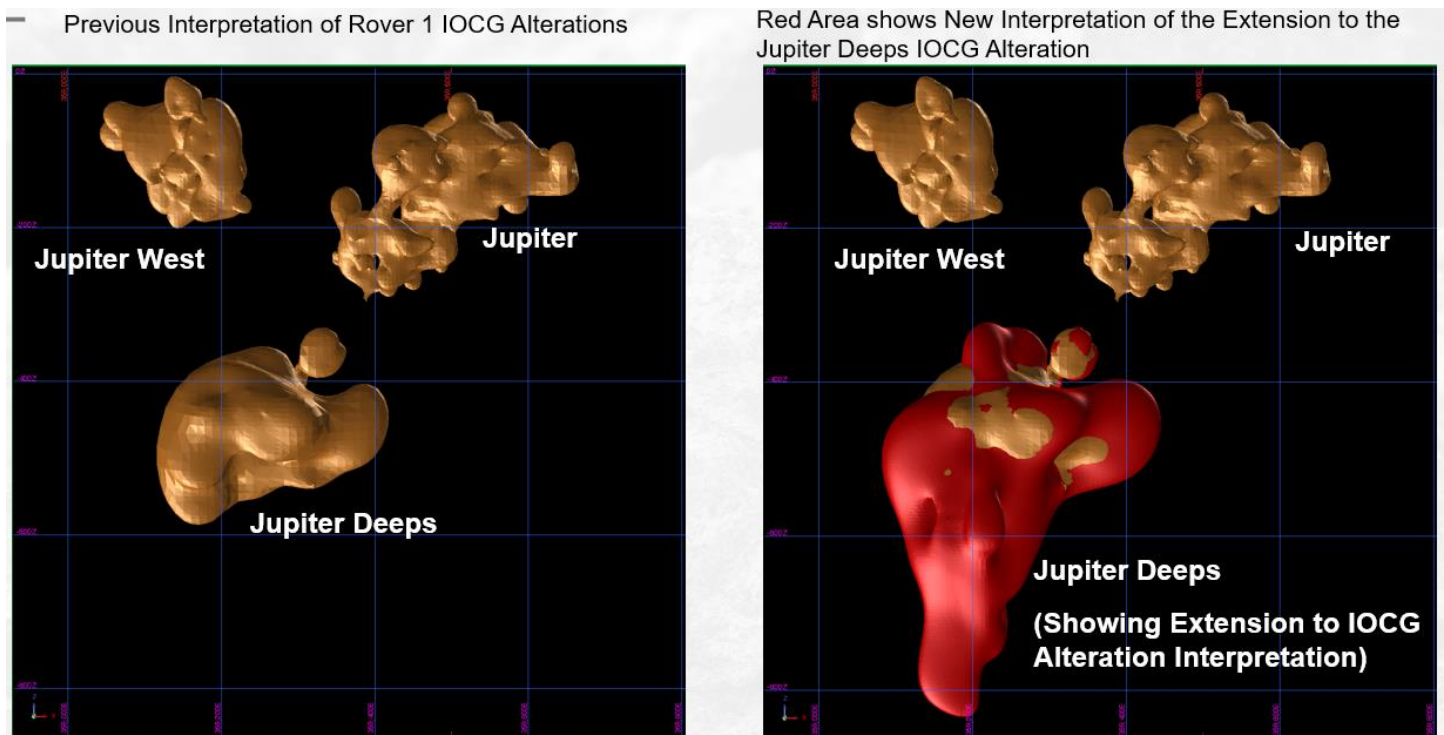 Previous Interpretation of Rover 1 IOCG Alterations
Jupiter West
Jupiter
Jupiter Deeps
Red Area shows New Interpretation of the Extension to the
Jupiter Deeps IOCG Alteration
Jupiter West
Jupiter
Jupiter Deeps
(Showing Extension to IOCG
Alteration Interpretation)